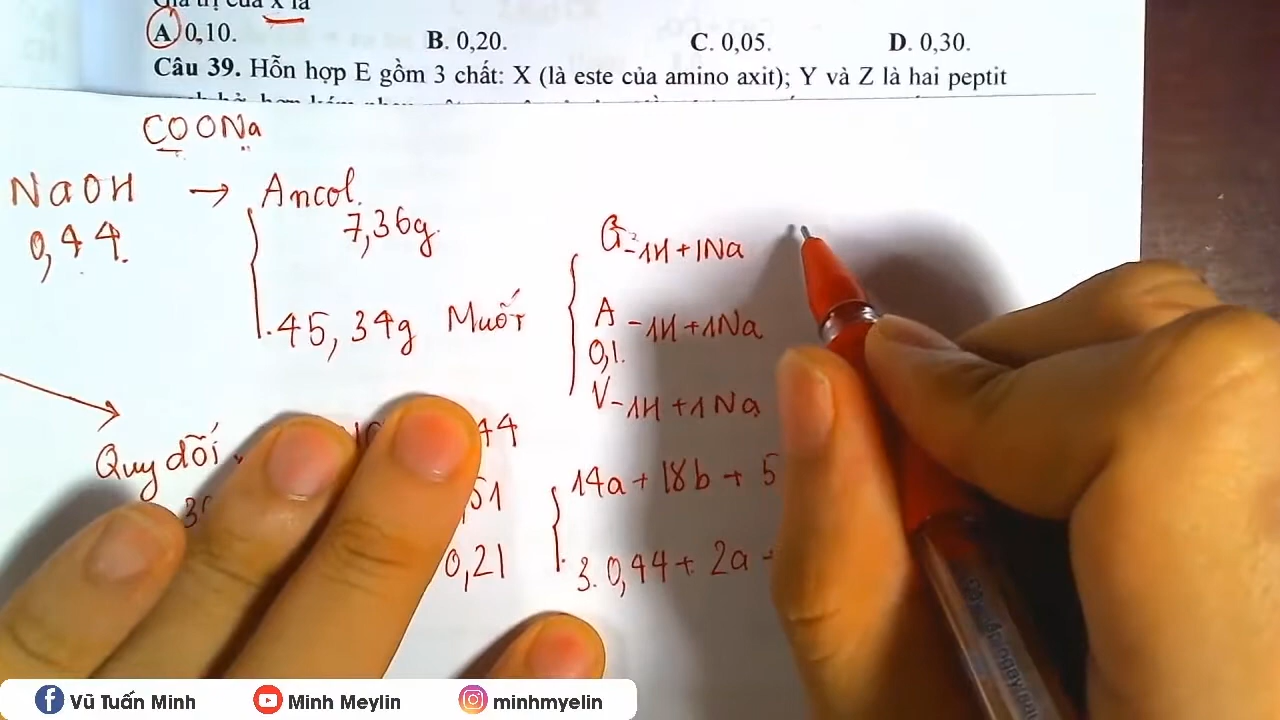 Giá trị của x là
A 0,10. B. 0,20. C. 0,05. D. 0,30.
Câu 39. Hỗn hợp E gồm 3 chất: X (là este của amino axit); Y và Z là hai peptit
COONa
NaOH → Ancol.
0,44. 7,36g.
45,34g Muối
G -1H + 1Na
A -1H + 1Na
0,1.
V -1H + 1Na
Quy đổi
44
51
0,21
14a + 18b + 5
3.0,44 + 2a +
Vũ Tuấn Minh Minh Meylin minhmyelin